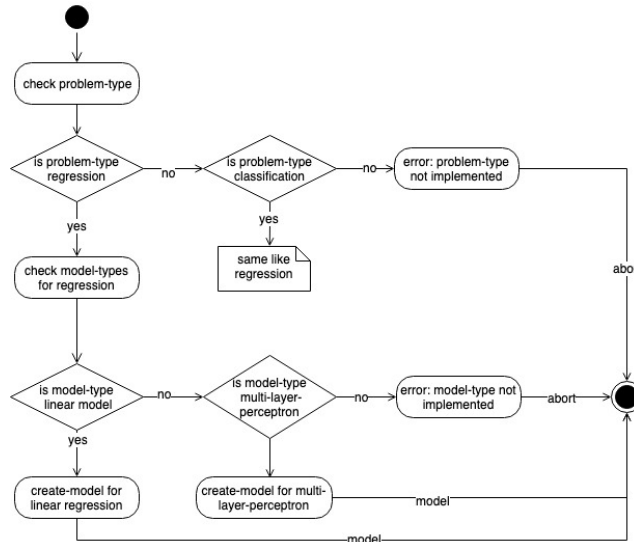 check problem-type
is problem-type
regression
no
is problem-type
classification
no
error: problem-type
not implemented
yes
yes
check model-types
for regression
same like
regression
is model-type
linear model
no
is model-type
multi-layer-
perceptron
no
error: model-type not
implemented
abort
yes
create-model for
linear regression
create-model for multi-
layer-perceptron
model
model